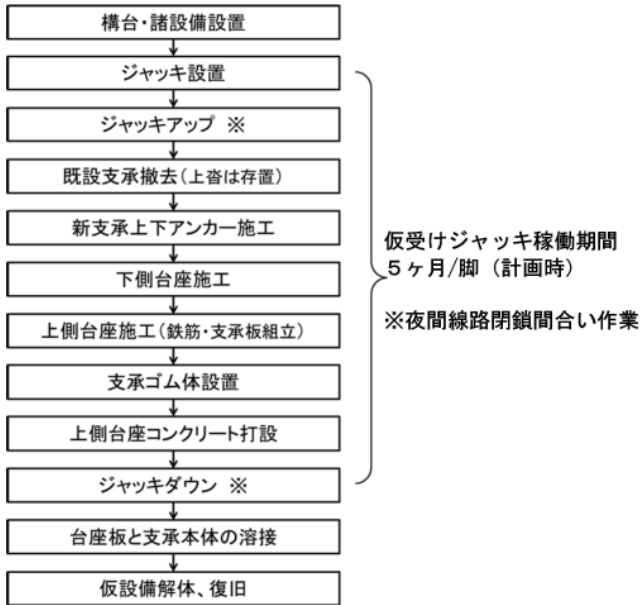 構台・諸設備設置
ジャッキ設置
ジャッキアップ ※
既設支承撤去（上沓は存置）
新支承上下アンカー施工
下側台座施工
上側台座施工（鉄筋・支承板組立）
支承ゴム体設置
上側台座コンクリート打設
ジャッキダウン ※
台座板と支承本体の溶接
仮設備解体、復旧
仮受けジャッキ稼働期間
５ヶ月/脚（計画時）
※夜間線路閉鎖間合い作業